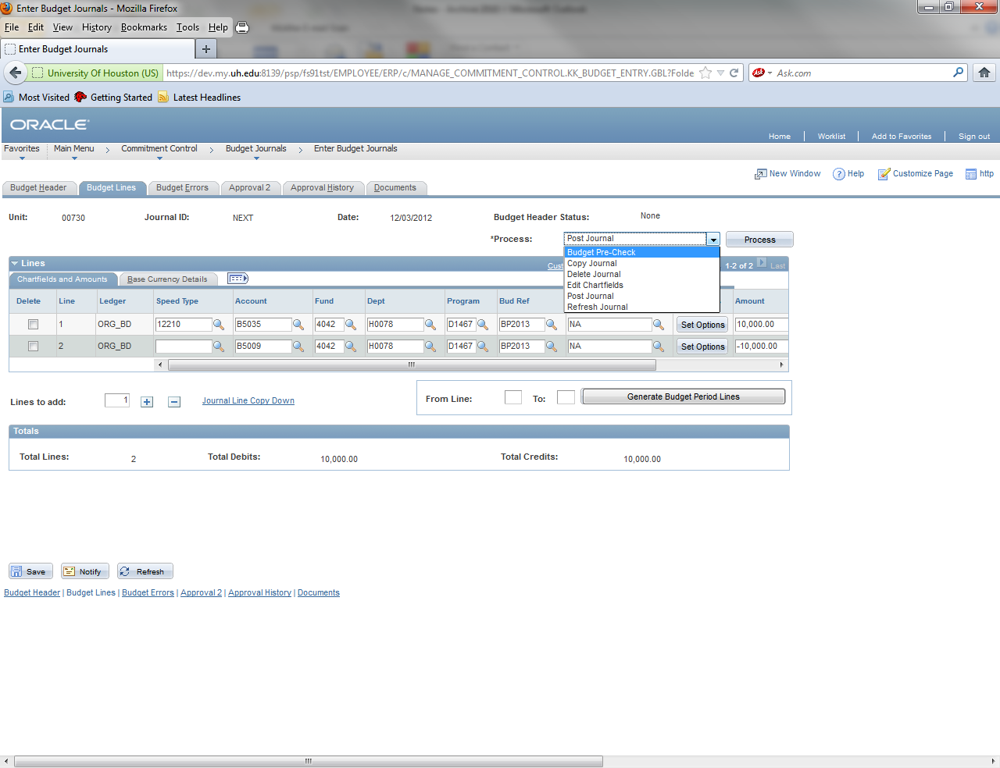 Enter Budget Journals - Mozilla Firefox
File Edit View History Bookmarks Tools Help
Enter Budget Journals
University Of Houston (US) https://dev.my.uh.edu:8139/psp/fs91tst/EMPLOYEE/ERP/c/MANAGE_COMMITMENT_CONTROL.KK_BUDGET_ENTRY.GBL?Folde Ask.com
Most Visited Getting Started Latest Headlines
ORACLE
Home Worklist Add to Favorites Sign out
Favorites Main Menu Commitment Control Budget Journals Enter Budget Journals
New Window Help Customize Page http
Budget Header Budget Lines Budget Errors Approval 2 Approval History Documents
Unit: 00730 Journal ID: NEXT Date: 12/03/2012 Budget Header Status: None
*Process: Post Journal Process
Budget Pre-Check
Copy Journal
Delete Journal
Edit Chartfields
Post Journal
Refresh Journal
Lines Cust 1-2 of 2 Last
Chartfields and Amounts Base Currency Details
Delete Line Ledger Speed Type Account Fund Dept Program Bud Ref Amount
1 ORG_BD 12210 B5035 4042 H0078 D1467 BP2013 NA Set Options 10,000.00
2 ORG_BD B5009 4042 H0078 D1467 BP2013 NA Set Options -10,000.00
Lines to add: 1 Journal Line Copy Down From Line: To: Generate Budget Period Lines
Totals
Total Lines: 2 Total Debits: 10,000.00 Total Credits: 10,000.00
Save Notify Refresh
Budget Header | Budget Lines | Budget Errors | Approval 2 | Approval History | Documents